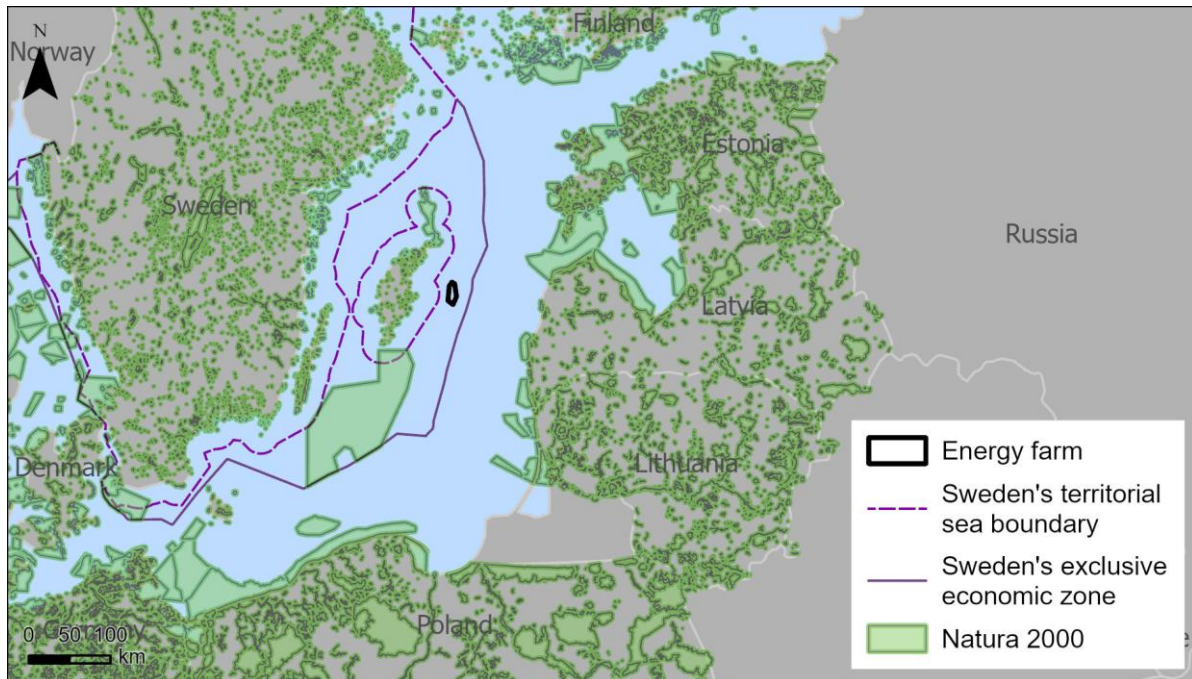 Finland
Norway
N
Estonia
Sweden
Russia
Latvia
Denmark
Lithuania
Poland
Germany
0 50 100
km
Energy farm
Sweden's territorial
sea boundary
Sweden's exclusive
economic zone
Natura 2000
e